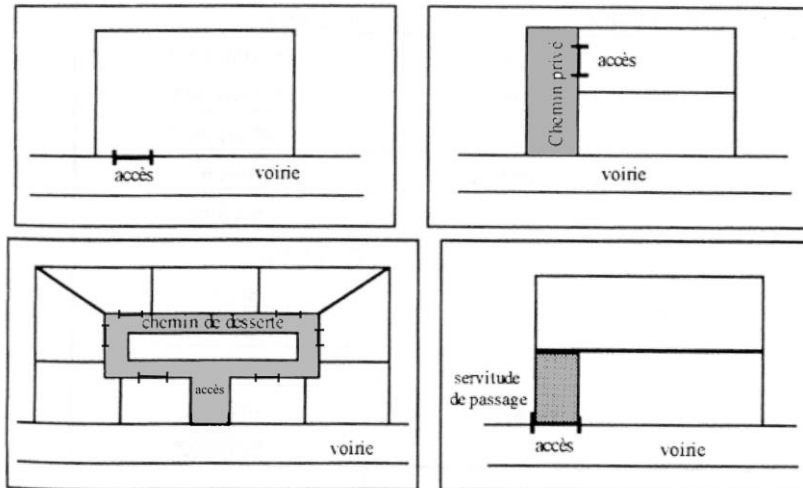 accès
voirie
Chemin privé
accès
voirie
chemin de desserte
accès
voirie
servitude
de passage
accès
voirie